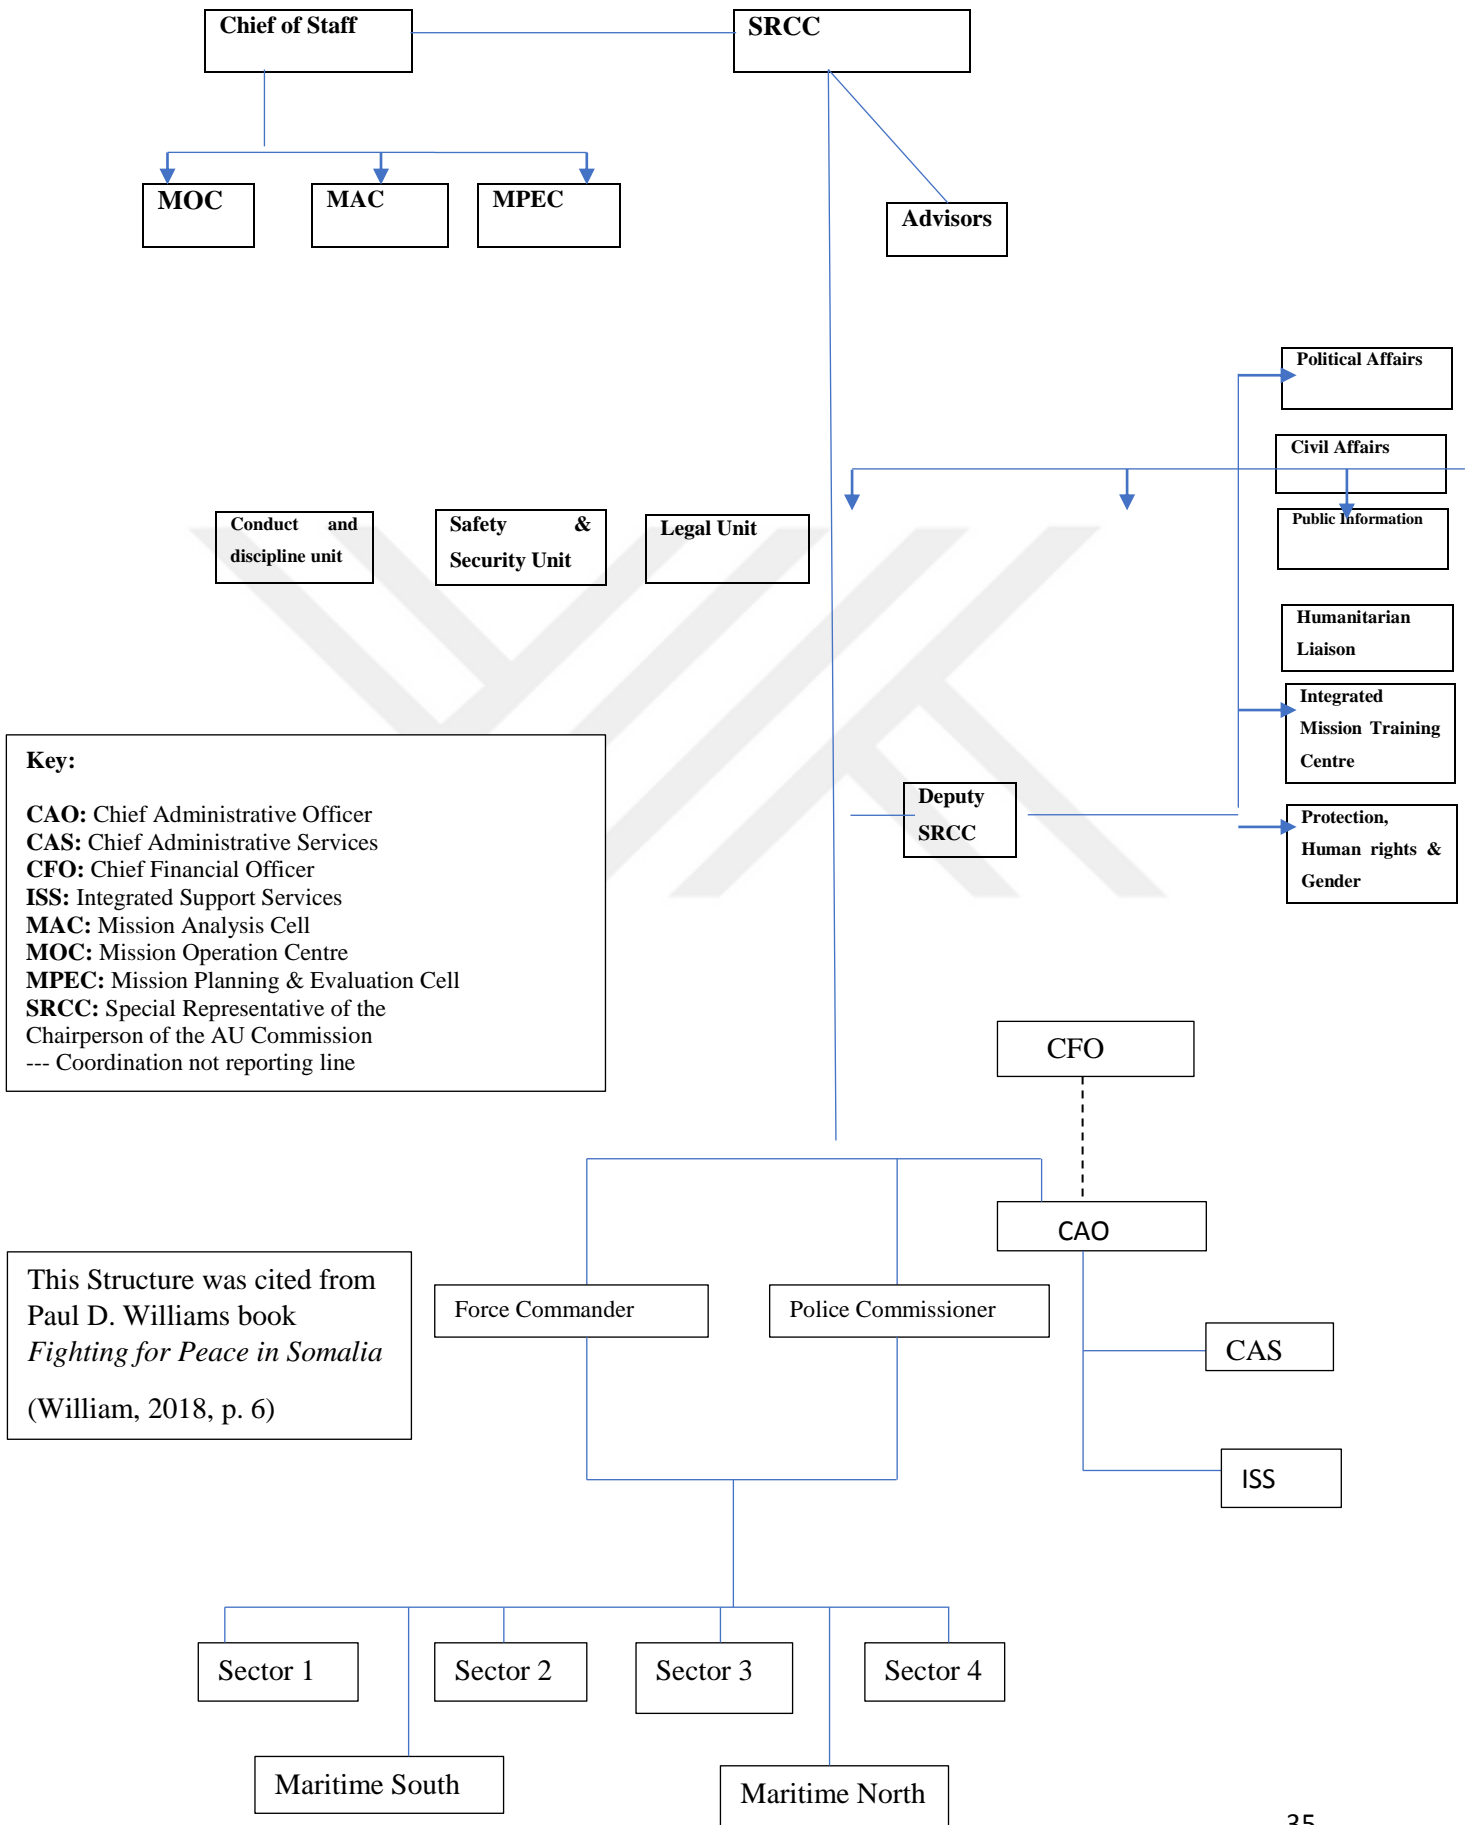 Chief of Staff
SRCC
MOC
MAC
MPEC
Advisors
Political Affairs
Civil Affairs
Public Information
Conduct and
discipline unit
Safety &
Security Unit
Legal Unit
Humanitarian
Liaison
Integrated
Mission Training
Centre
Deputy
SRCC
Protection,
Human rights &
Gender
Key:
CAO: Chief Administrative Officer
CAS: Chief Administrative Services
CFO: Chief Financial Officer
ISS: Integrated Support Services
MAC: Mission Analysis Cell
MOC: Mission Operation Centre
MPEC: Mission Planning & Evaluation Cell
SRCC: Special Representative of the
Chairperson of the AU Commission
--- Coordination not reporting line
CFO
CAO
This Structure was cited from
Paul D. Williams book
Fighting for Peace in Somalia
(William, 2018, p. 6)
Force Commander
Police Commissioner
CAS
ISS
Sector 1
Sector 2
Sector 3
Sector 4
Maritime South
Maritime North
35